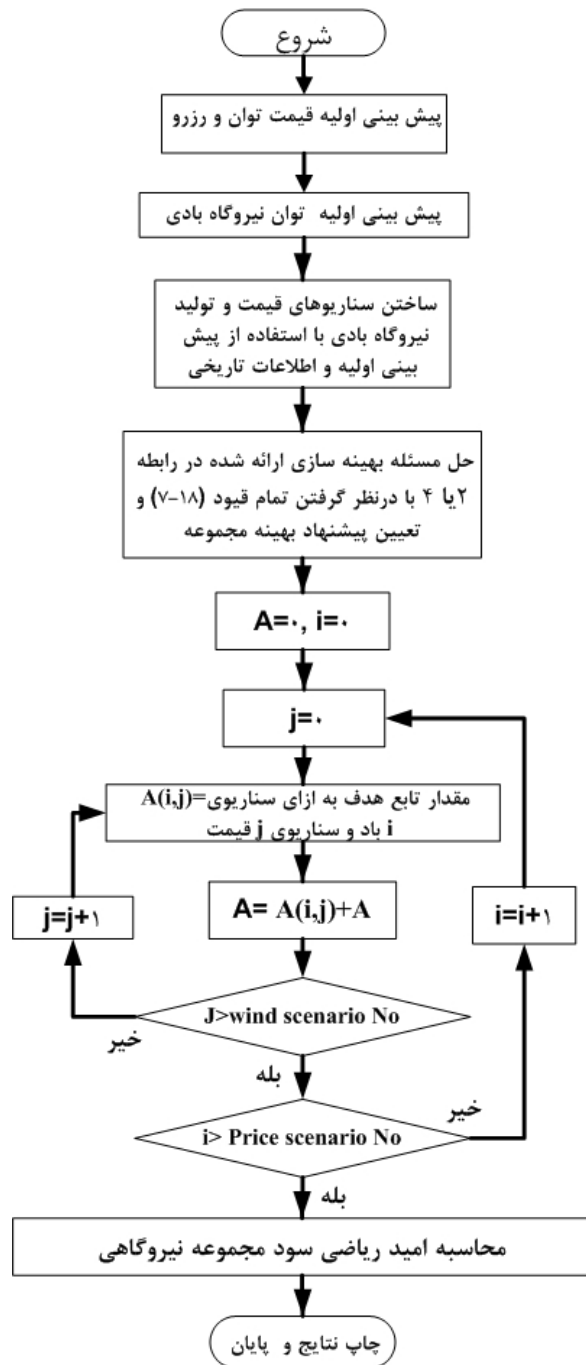 شروع
پیش بینی اولیه قیمت توان و رزرو
پیش بینی اولیه توان نیروگاه بادی
ساختن سناریوهای قیمت و تولید
نیروگاه بادی با استفاده از پیش
بینی اولیه و اطلاعات تاریخی
حل مسئله بهینه سازی ارائه شده در رابطه
۲یا ۴ با درنظر گرفتن تمام قیود (۱۸-۷) و
تعیین پیشنهاد بهینه مجموعه
A=۰, i=۰
j=۰
مقدار تابع هدف به ازای سناریوی=A(i,j)
i باد و سناریوی j قیمت
A= A(i,j)+A
j=j+۱
i=i+۱
J>wind scenario No
خیر
بله
i> Price scenario No
خیر
بله
محاسبه امید ریاضی سود مجموعه نیروگاهی
چاپ نتایج و پایان